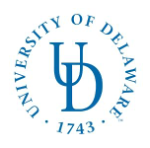 UNIVERSITY OF DELAWARE
UD
· 1743 ·